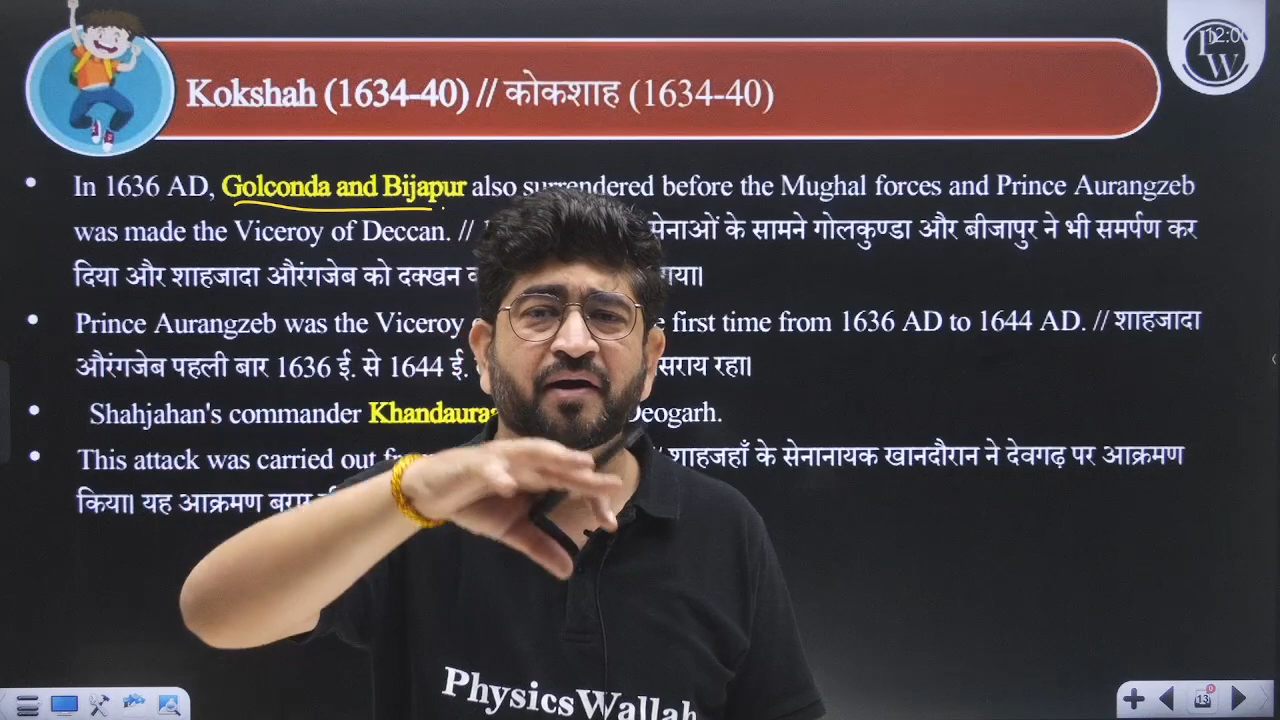 Kokshah (1634-40) // कोकशाह (1634-40)
12:0
W
• In 1636 AD, Golconda and Bijapur also surrendered before the Mughal forces and Prince Aurangzeb
was made the Viceroy of Deccan. // सेनाओं के सामने गोलकुण्डा और बीजापुर ने भी समर्पण कर
दिया और शाहजादा औरंगजेब को दक्खन गया।
• Prince Aurangzeb was the Viceroy first time from 1636 AD to 1644 AD. // शाहजादा
औरंगजेब पहली बार 1636 ई. से 1644 ई. रहा।
• Shahjahan's commander Deogarh.
• This attack was carried out // शाहजहाँ के सेनानायक खानदौरान ने देवगढ़ पर आक्रमण
किया। यह आक्रमण
PhysicsWallah
13